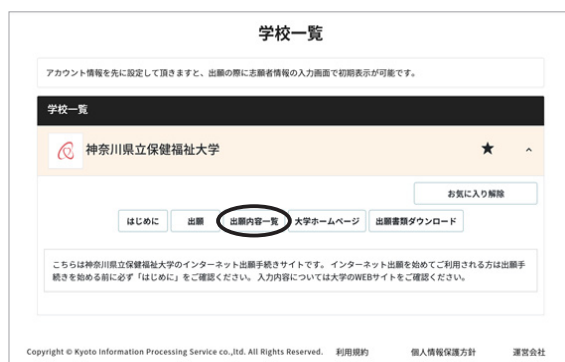 学校一覧
アカウント情報を先に設定して頂きますと、出願の際に志願者情報の入力画面で初期表示が可能です。
学校一覧
神奈川県立保健福祉大学 ★
お気に入り解除
はじめに 出願 出願内容一覧 大学ホームページ 出願書類ダウンロード
こちらは神奈川県立保健福祉大学のインターネット出願手続きサイトです。 インターネット出願を始めてご利用される方は出願手
続きを始める前に必ず「はじめに」をご確認ください。 入力内容については大学のWEBサイトをご確認ください。
Copyright © Kyoto Information Processing Service co.,ltd. All Rights Reserved. 利用規約 個人情報保護方針 運営会社